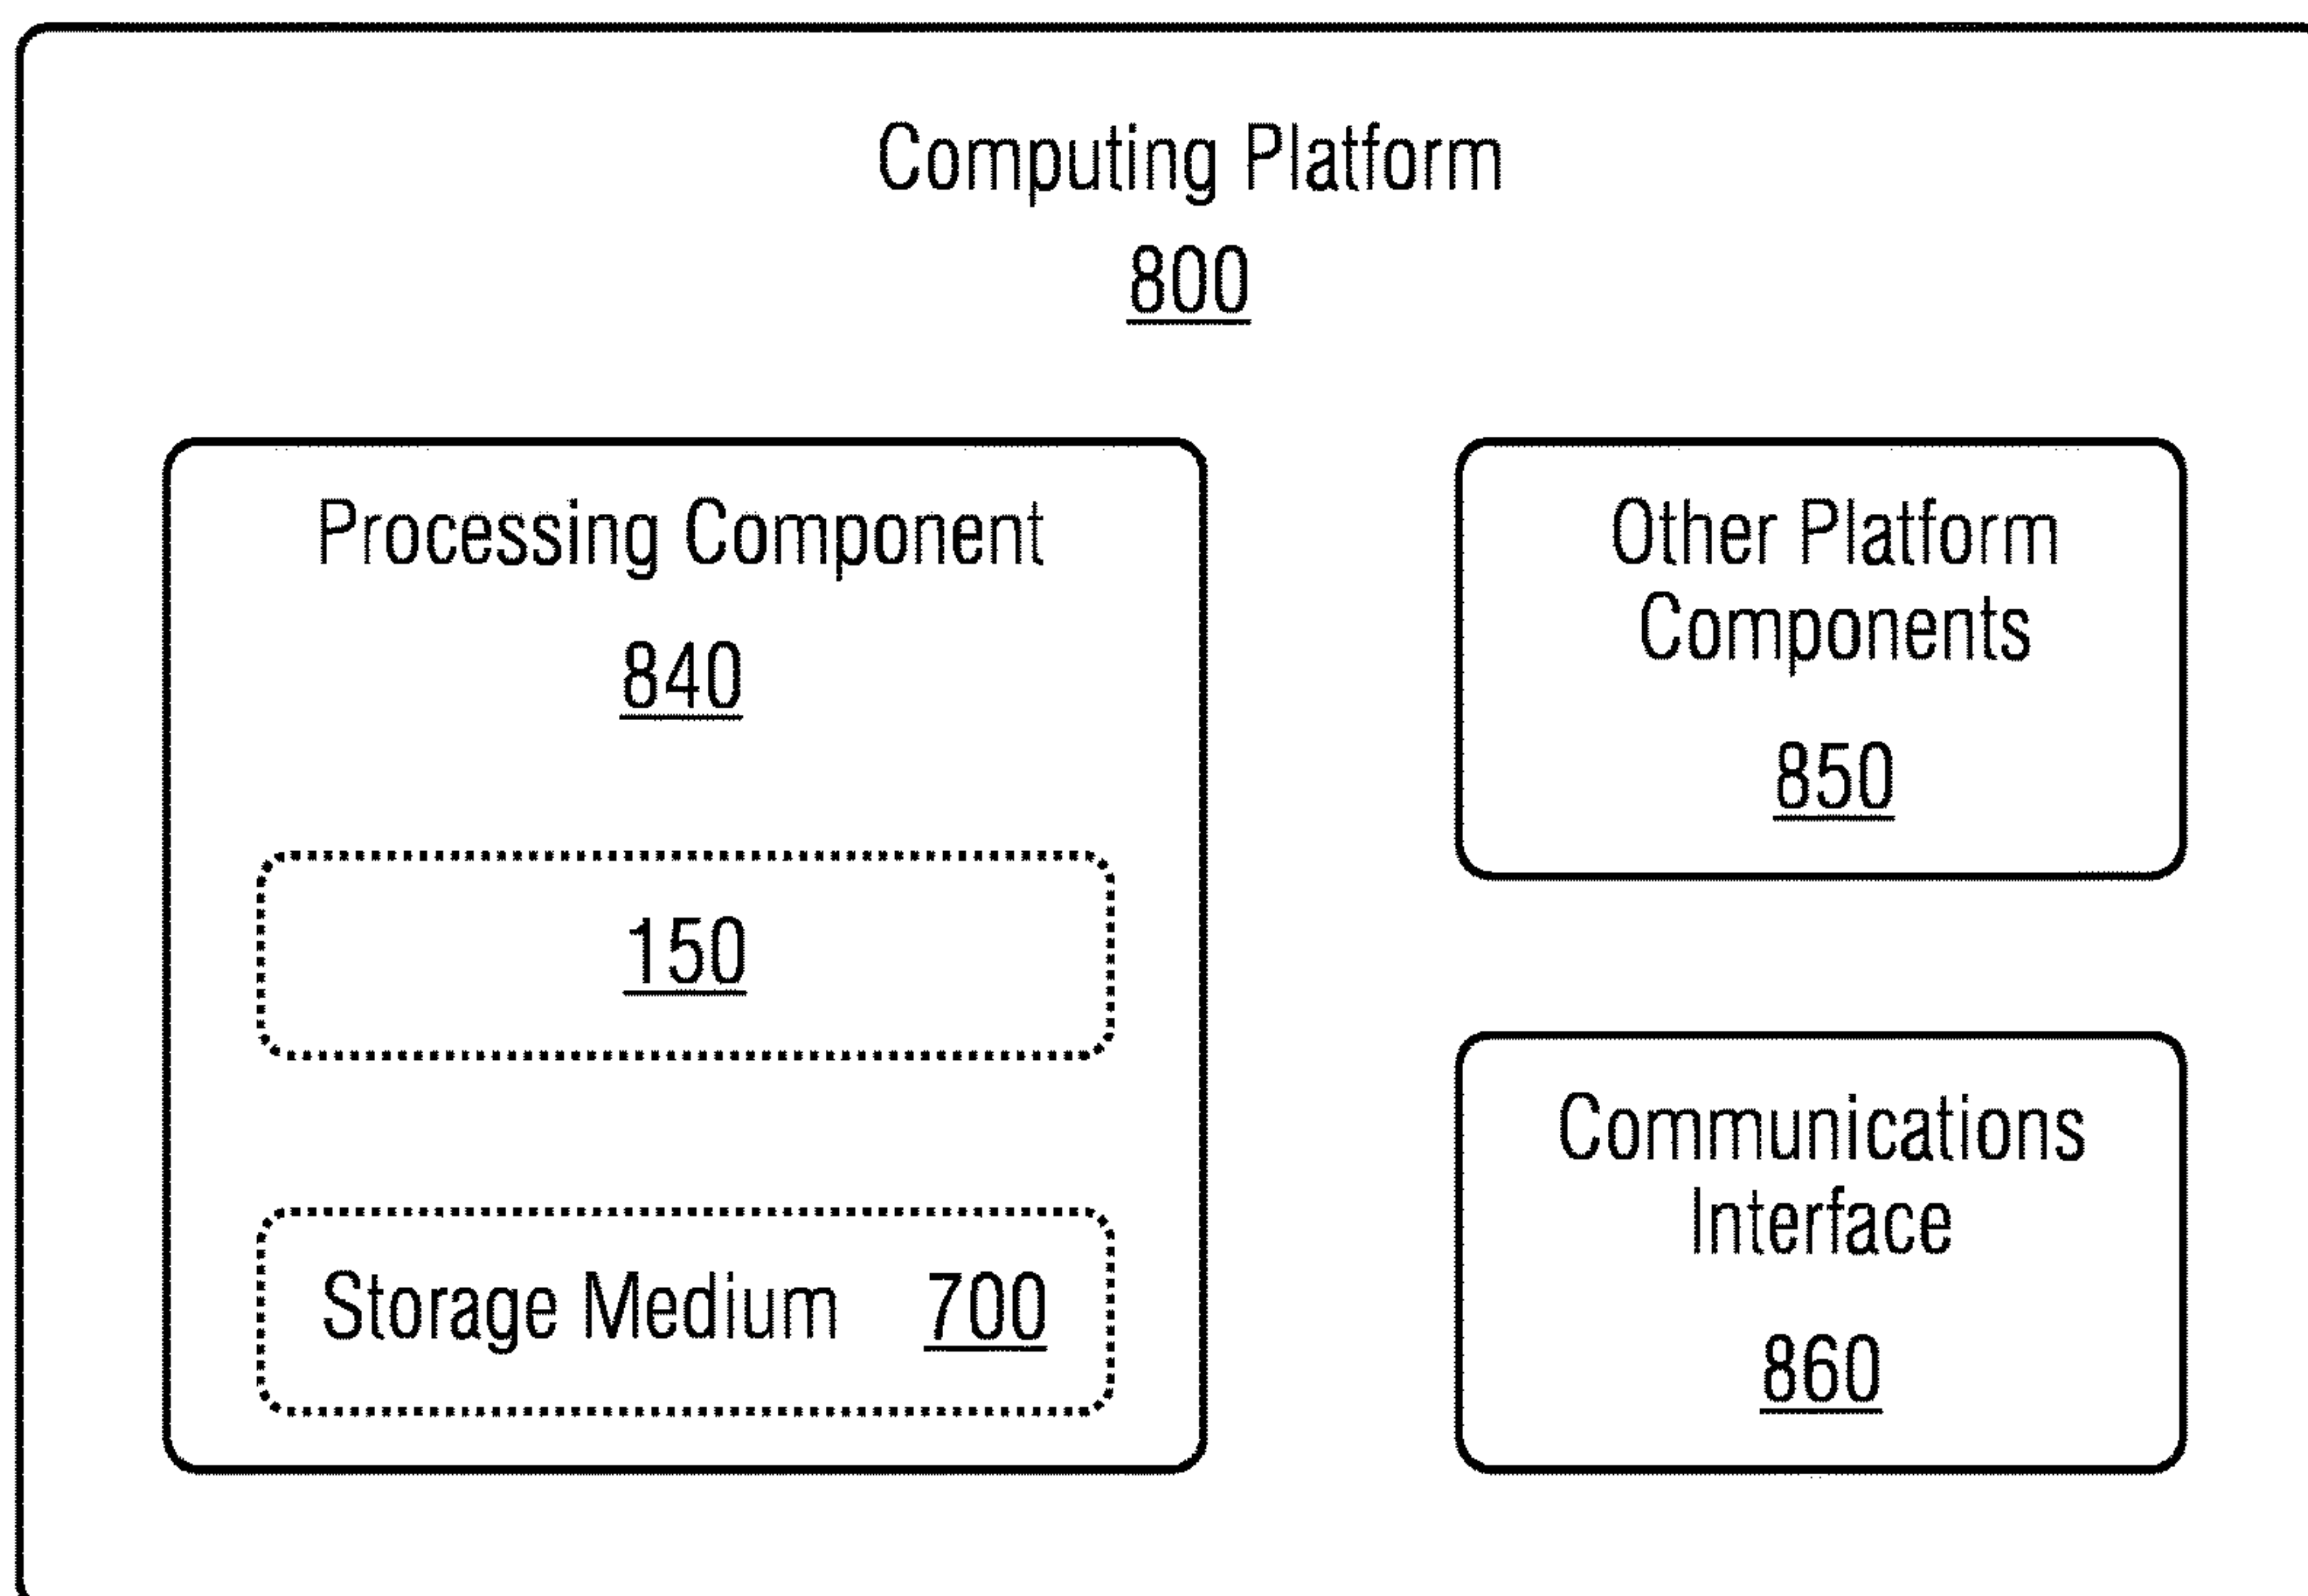 Computing Platform
800
Processing Component
840
150
Storage Medium 700
Other Platform
Components
850
Communications
Interface
860